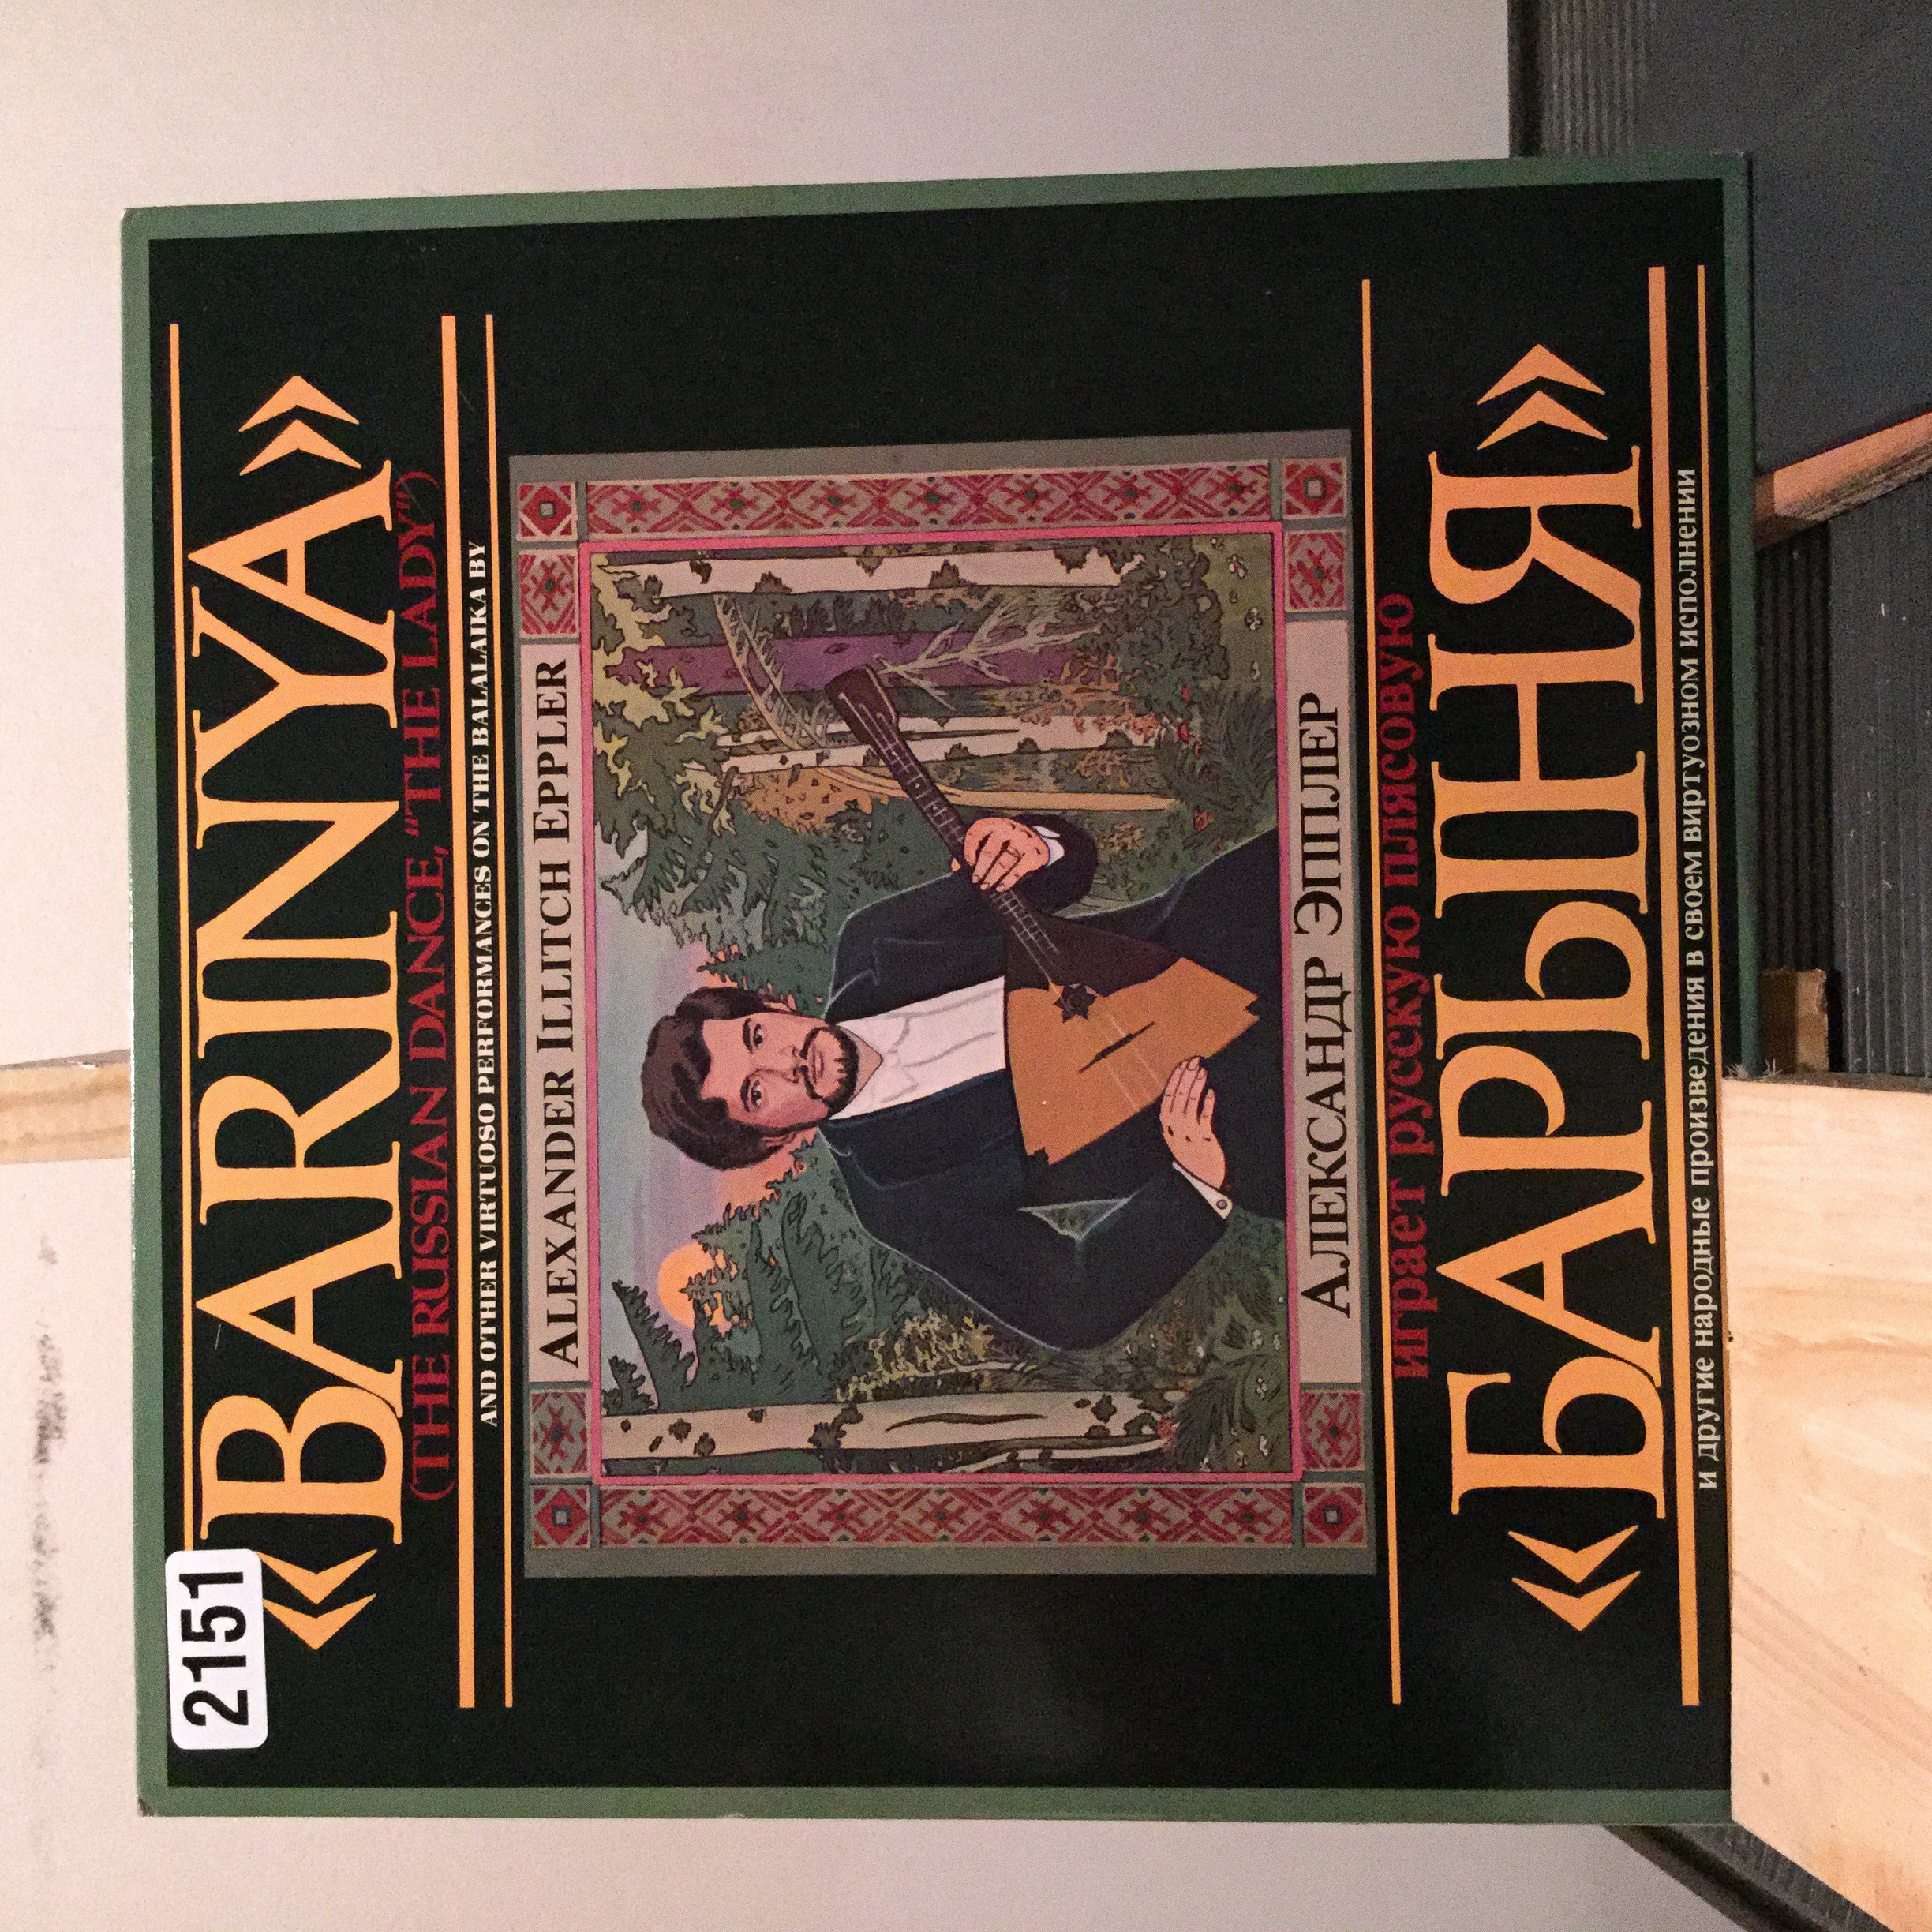 2151
«BARINYA»
(THE RUSSIAN DANCE, "THE LADY")
AND OTHER VIRTUOSO PERFORMANCES ON THE BALALAIKA BY
ALEXANDER ILLITCH EPPLER
АЛЕКСАНДР ЭППЛЕР
играет русскую плясовую
«БАРЫНЯ»
и другие народные произведения в своем виртуозном исполнении